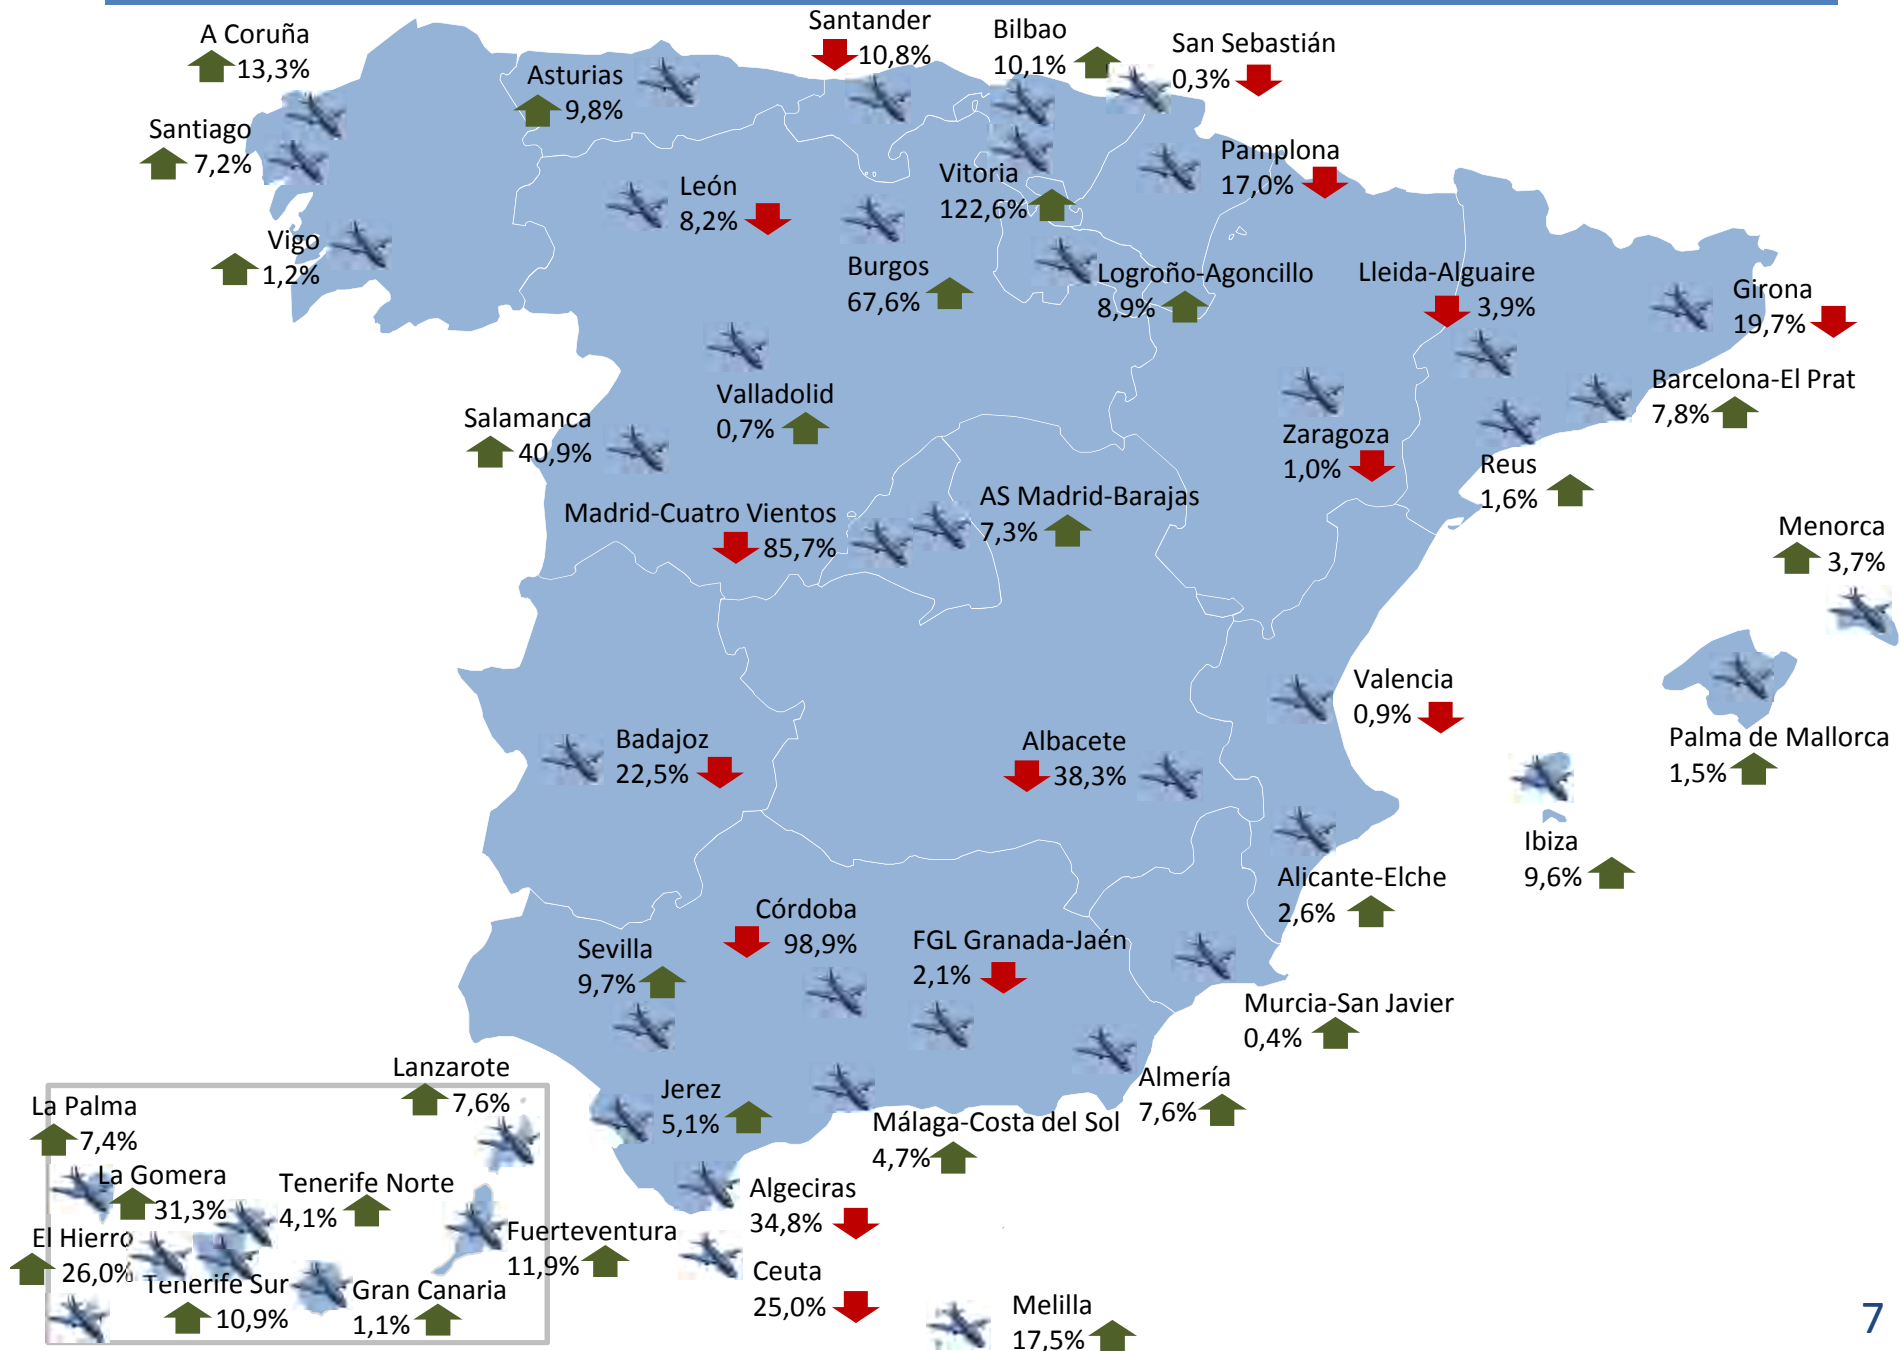 A Coruña
13,3%
Santander
10,8%
Bilbao
10,1%
San Sebastián
0,3%
Asturias
9,8%
Santiago
7,2%
Pamplona
17,0%
León
8,2%
Vitoria
122,6%
Vigo
1,2%
Burgos
67,6%
Logroño-Agoncillo
8,9%
Lleida-Alguaire
3,9%
Girona
19,7%
Valladolid
0,7%
Barcelona-El Prat
7,8%
Salamanca
40,9%
Zaragoza
1,0%
Reus
1,6%
Madrid-Cuatro Vientos
85,7%
AS Madrid-Barajas
7,3%
Menorca
3,7%
Valencia
0,9%
Palma de Mallorca
1,5%
Badajoz
22,5%
Albacete
38,3%
Ibiza
9,6%
Alicante-Elche
2,6%
Córdoba
98,9%
Sevilla
9,7%
FGL Granada-Jaén
2,1%
Murcia-San Javier
0,4%
Lanzarote
7,6%
Almería
7,6%
La Palma
7,4%
Jerez
5,1%
Málaga-Costa del Sol
4,7%
La Gomera
31,3%
Tenerife Norte
4,1%
Algeciras
34,8%
El Hierro
26,0%
Fuerteventura
11,9%
Tenerife Sur
10,9%
Gran Canaria
1,1%
Ceuta
25,0%
Melilla
17,5%
7